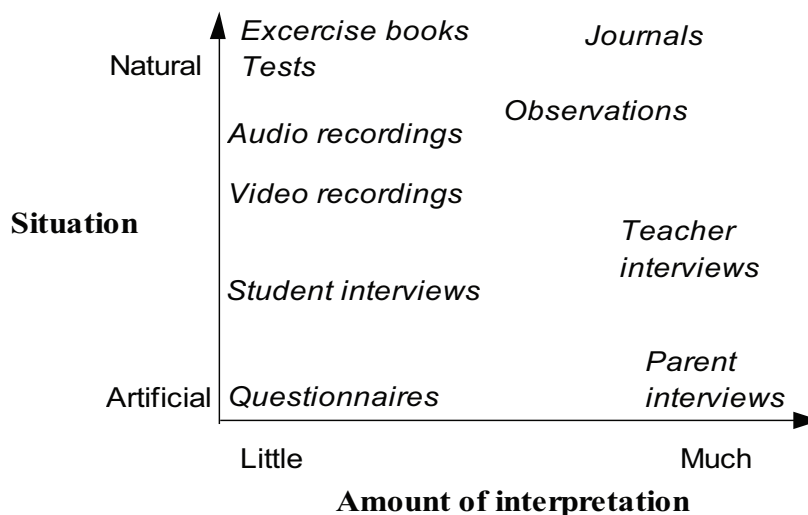 Excercise books
Journals
Natural
Tests
Observations
Audio recordings
Video recordings
Situation
Teacher
interviews
Student interviews
Parent
interviews
Artificial
Questionnaires
Little
Much
Amount of interpretation